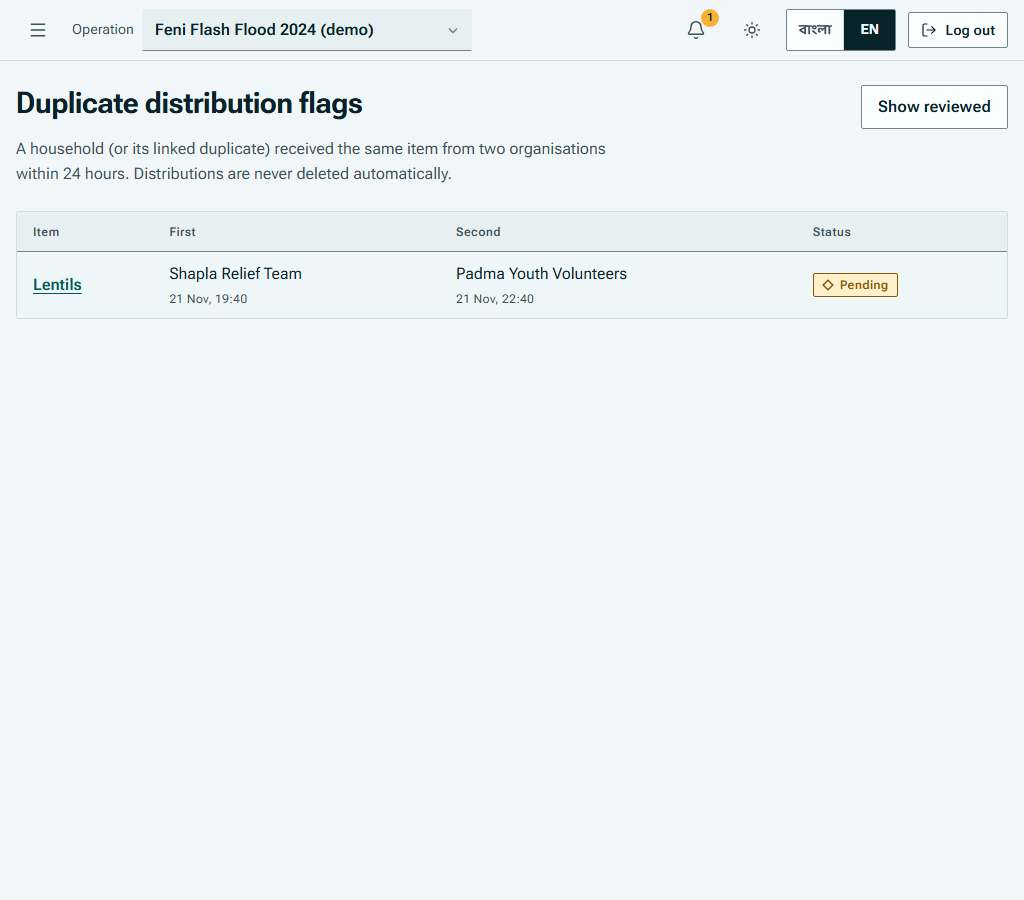 Operation
Feni Flash Flood 2024 (demo)
1
বাংলা
EN
Log out
Duplicate distribution flags
Show reviewed
A household (or its linked duplicate) received the same item from two organisations
within 24 hours. Distributions are never deleted automatically.
Item First Second Status
Lentils Shapla Relief Team Padma Youth Volunteers Pending
21 Nov, 19:40 21 Nov, 22:40